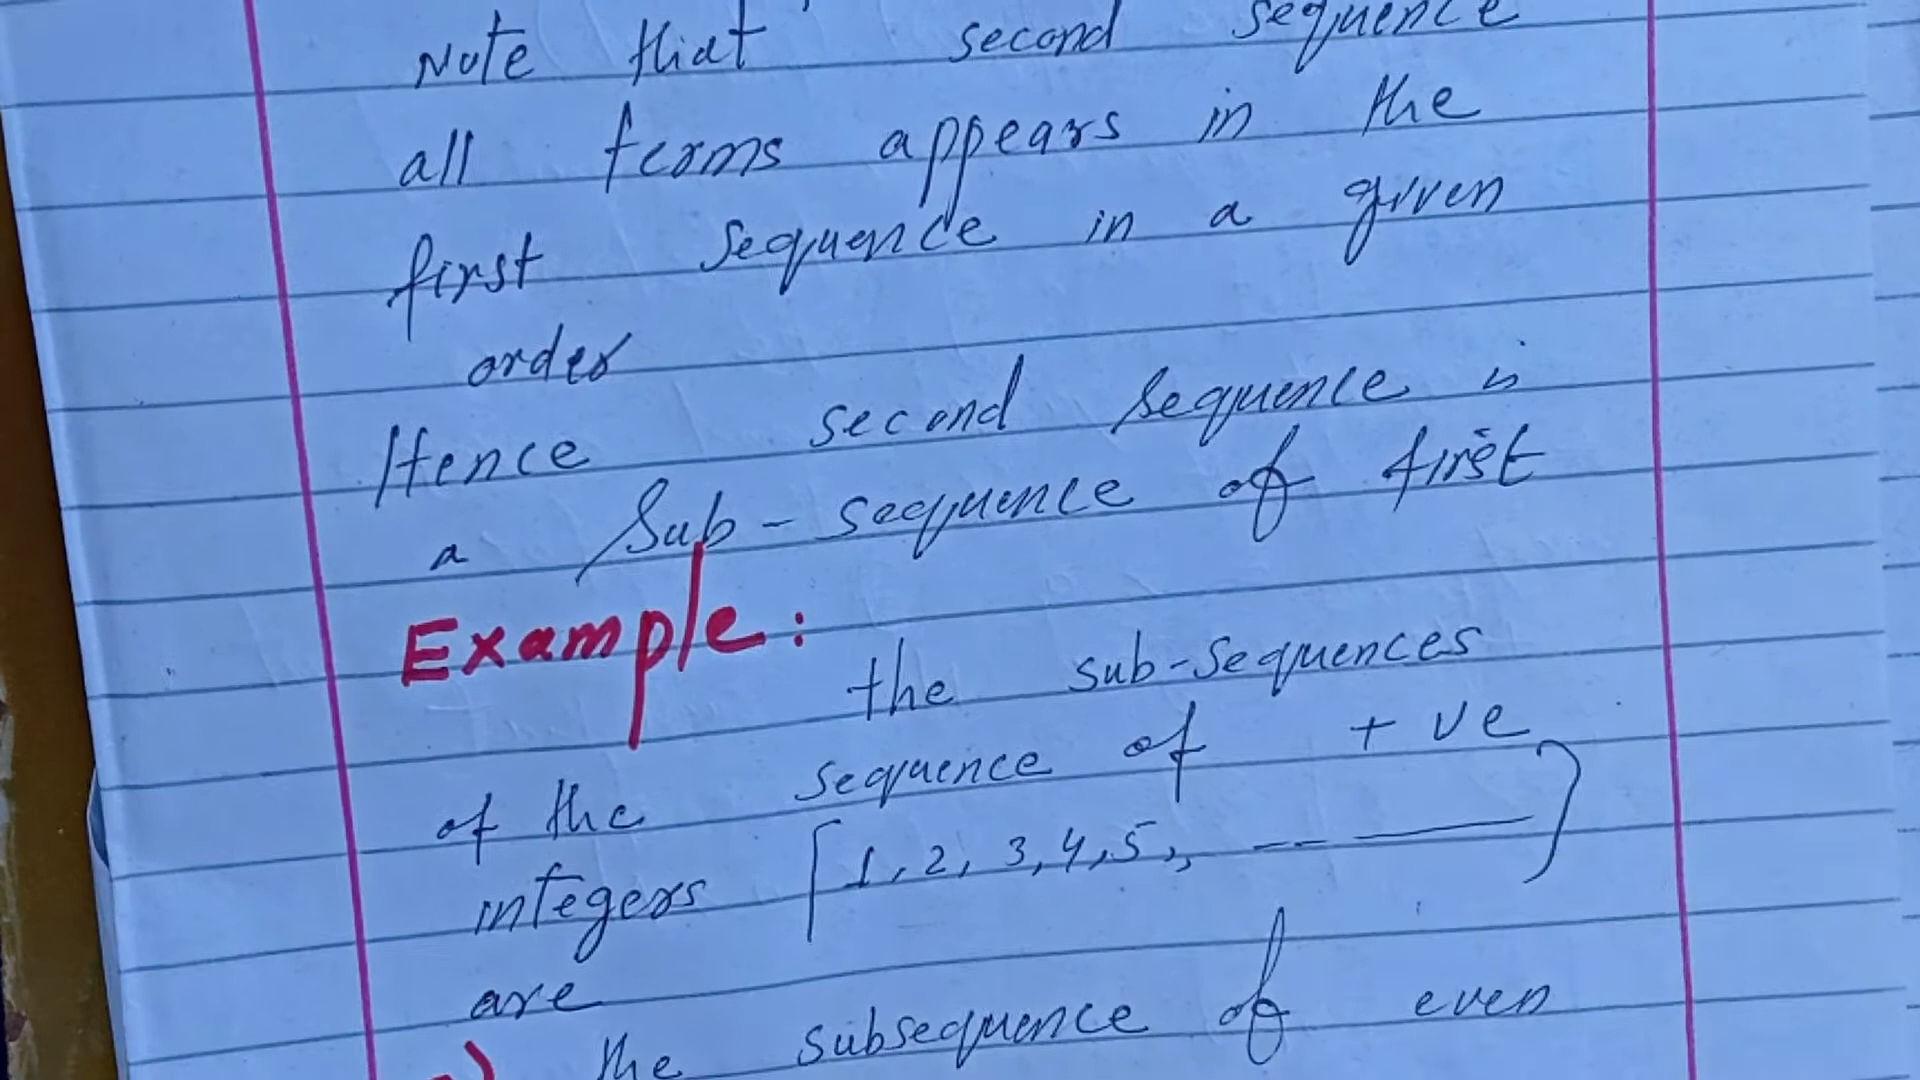 Note that second sequence
all terms appears in the
first sequence in a given
order
Hence second sequence is
a Sub-sequence of first
Example:
the sub-sequences
of the sequence of +ve
integers [1, 2, 3, 4, 5,, -- —]
are
the subsequence of even